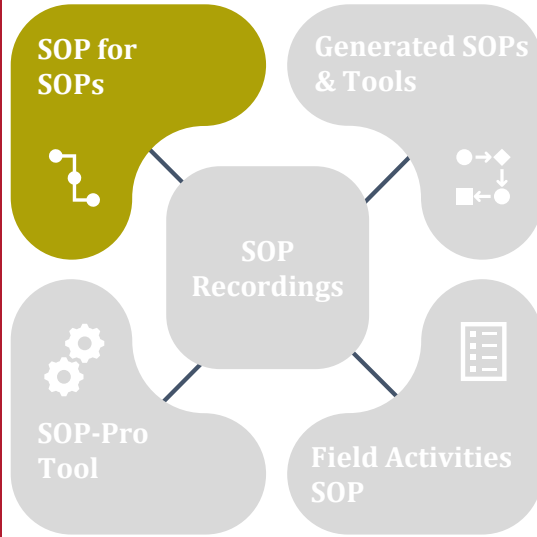 SOP for
SOPs
Generated SOPs
& Tools
SOP
Recordings
SOP-Pro
Tool
Field Activities
SOP